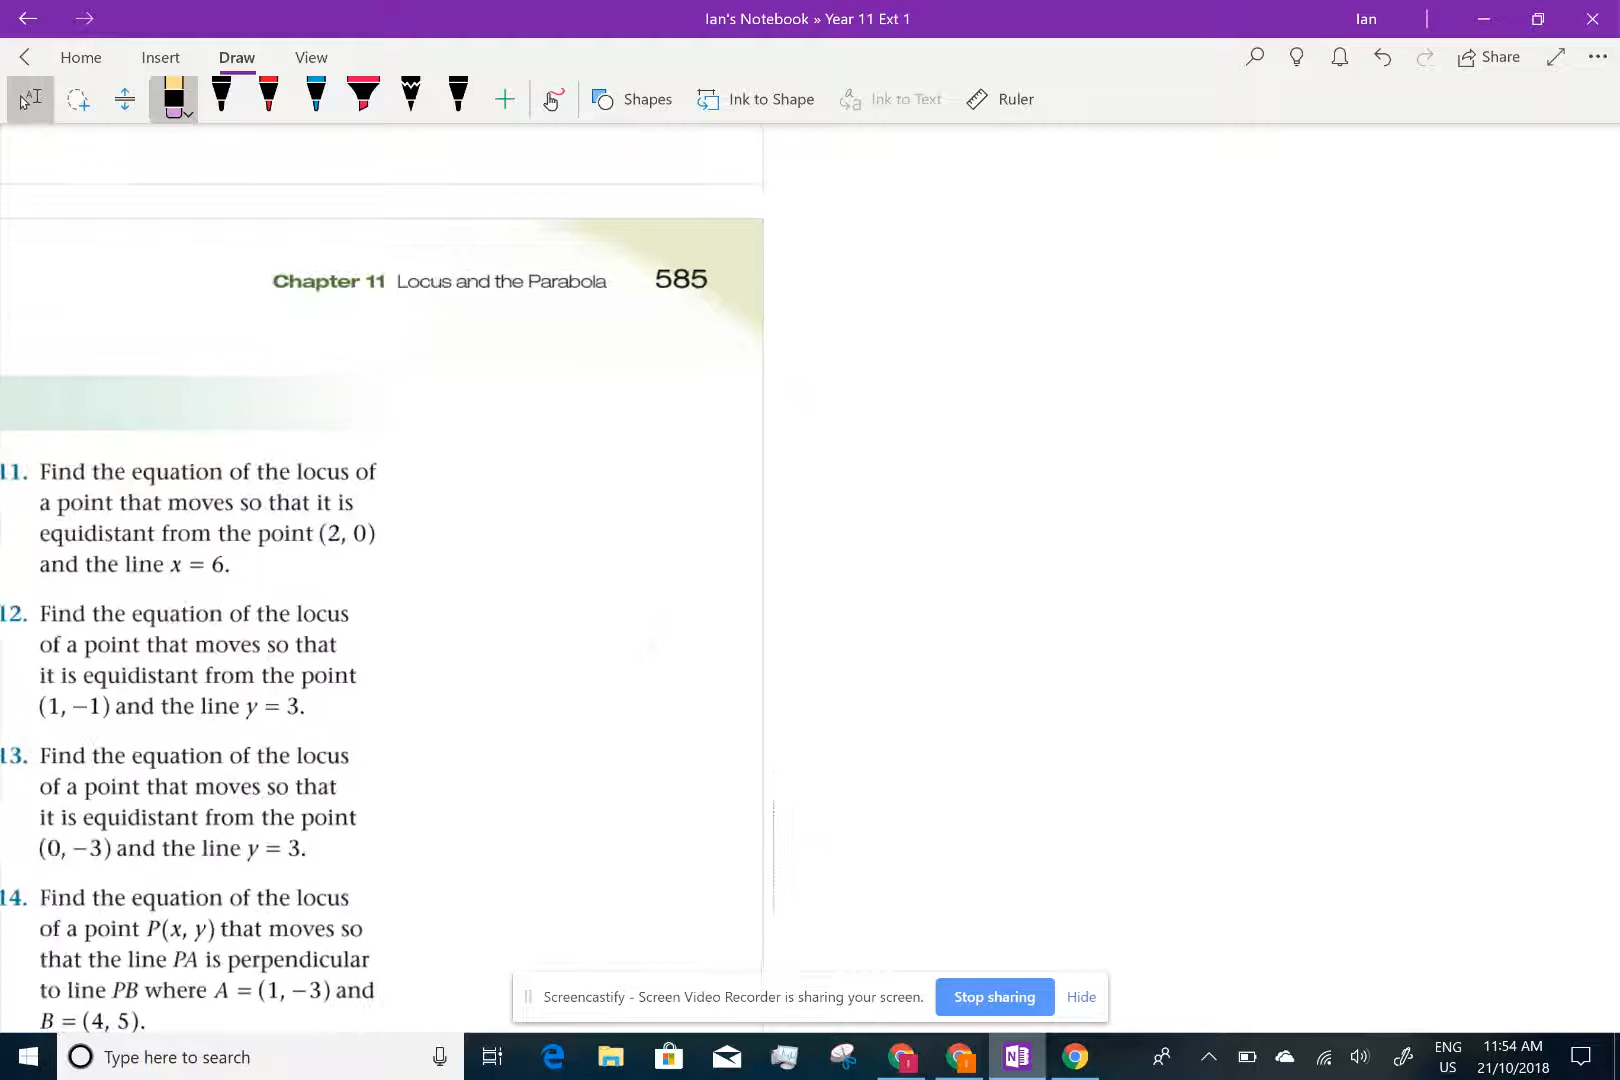 Ian's Notebook » Year 11 Ext 1
Ian
Home Insert Draw View
Share
Shapes Ink to Shape Ink to Text Ruler
Chapter 11 Locus and the Parabola 585
11. Find the equation of the locus of
a point that moves so that it is
equidistant from the point (2, 0)
and the line x = 6.
12. Find the equation of the locus
of a point that moves so that
it is equidistant from the point
(1, −1) and the line y = 3.
13. Find the equation of the locus
of a point that moves so that
it is equidistant from the point
(0, −3) and the line y = 3.
14. Find the equation of the locus
of a point P(x, y) that moves so
that the line PA is perpendicular
to line PB where A = (1, −3) and
B = (4, 5).
Screencastify - Screen Video Recorder is sharing your screen. Stop sharing Hide
Type here to search
ENG
US
11:54 AM
21/10/2018